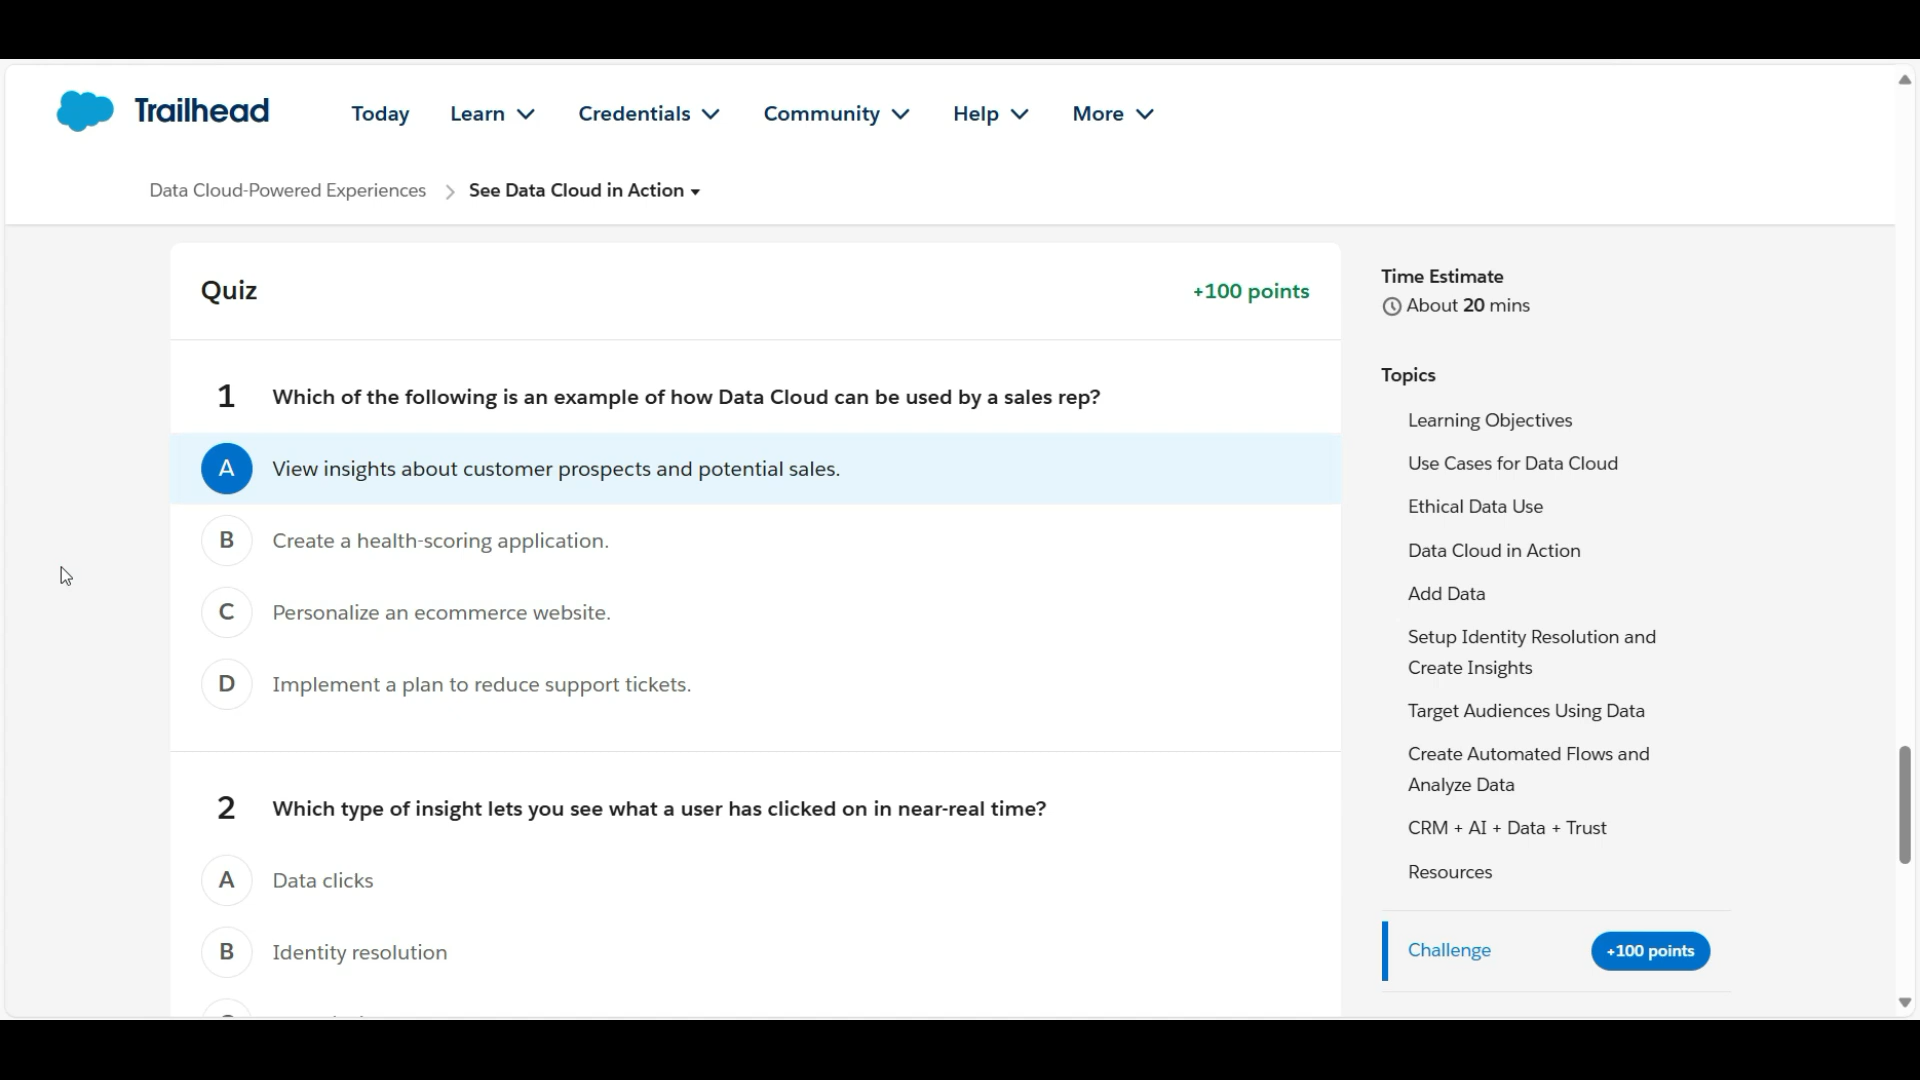 Trailhead
Today Learn Credentials Community Help More
Data Cloud-Powered Experiences > See Data Cloud in Action
Quiz
+100 points
1 Which of the following is an example of how Data Cloud can be used by a sales rep?
A View insights about customer prospects and potential sales.
B Create a health-scoring application.
C Personalize an ecommerce website.
D Implement a plan to reduce support tickets.
2 Which type of insight lets you see what a user has clicked on in near-real time?
A Data clicks
B Identity resolution
Time Estimate
About 20 mins
Topics
Learning Objectives
Use Cases for Data Cloud
Ethical Data Use
Data Cloud in Action
Add Data
Setup Identity Resolution and
Create Insights
Target Audiences Using Data
Create Automated Flows and
Analyze Data
CRM + AI + Data + Trust
Resources
Challenge
+100 points